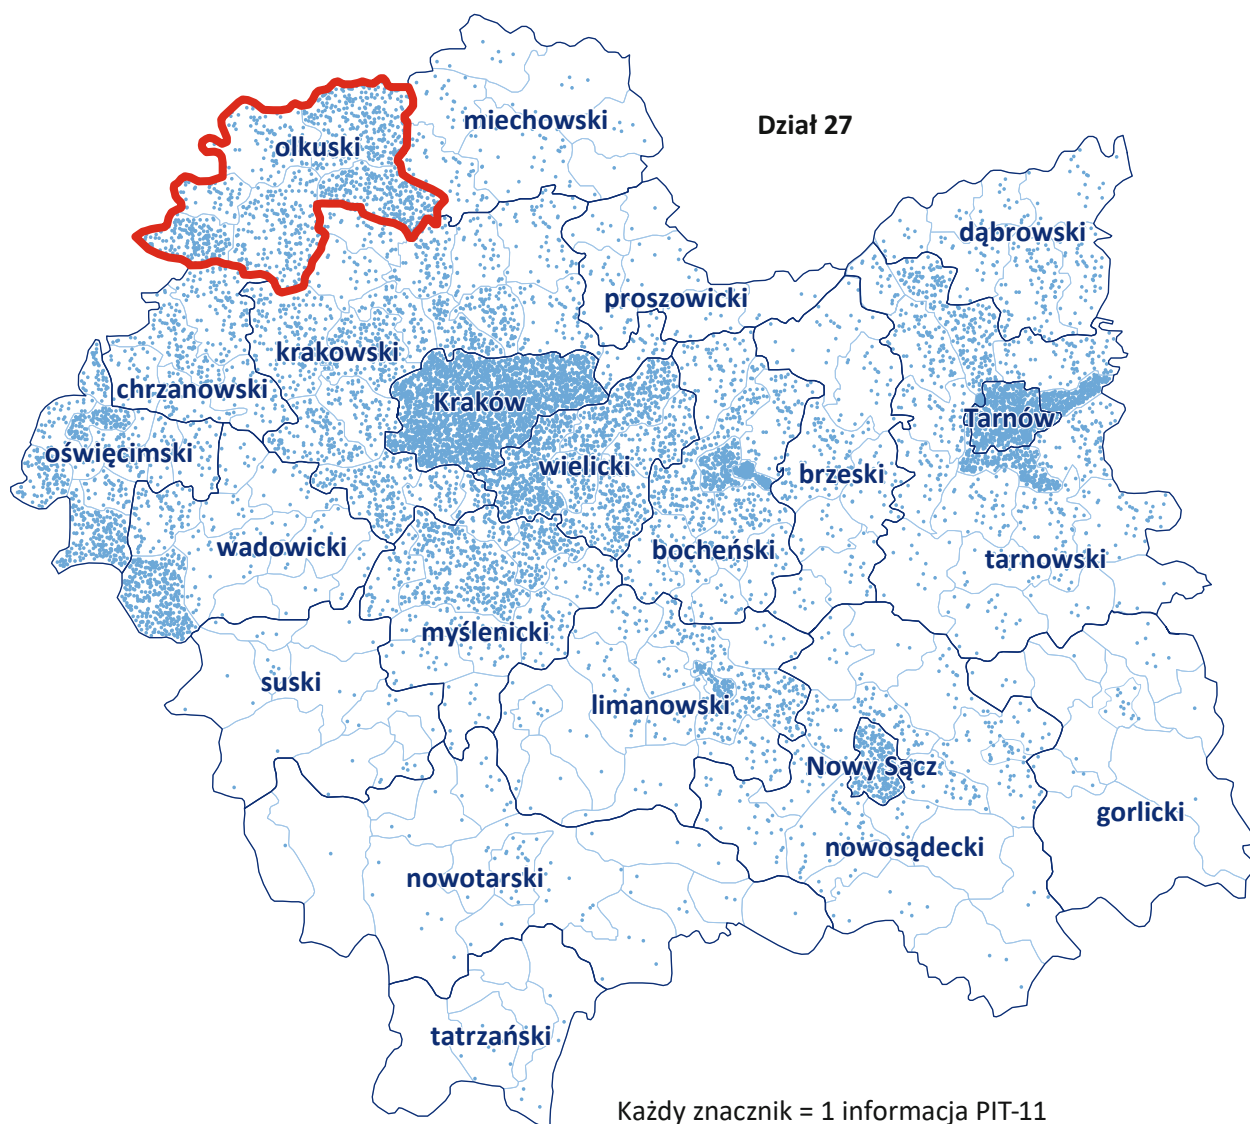 miechowski
Dział 27
olkuski
dąbrowski
proszowicki
krakowski
chrzanowski
Kraków
Tarnów
oświęcimski
wielicki
brzeski
wadowicki
bocheński
tarnowski
myślenicki
suski
limanowski
Nowy Sącz
gorlicki
nowosądecki
nowotarski
tatrzański
Każdy znacznik = 1 informacja PIT-11